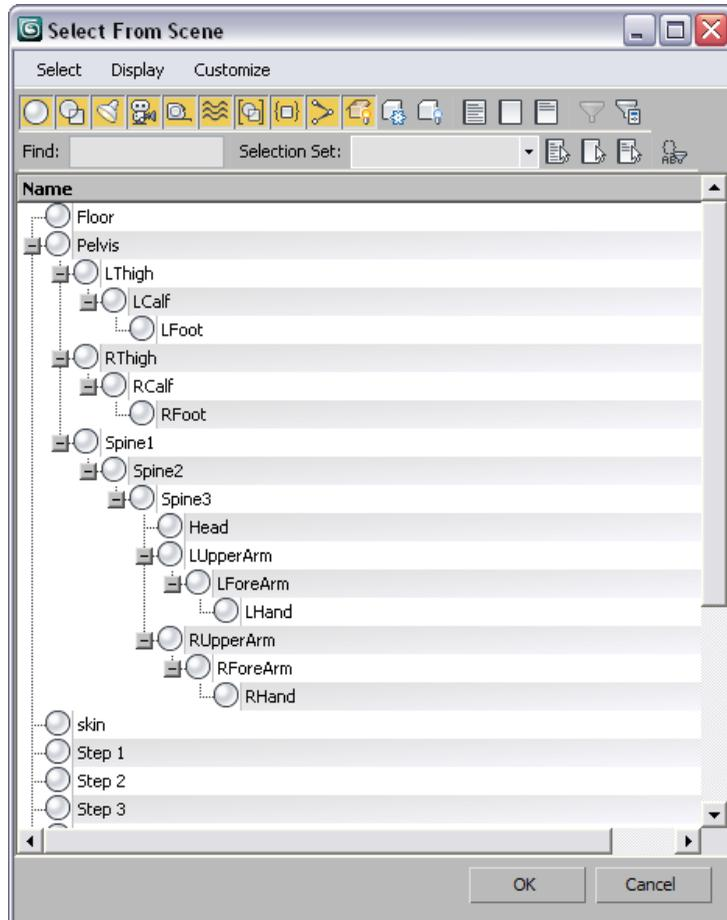 Select From Scene
Select Display Customize
Find: Selection Set:
Name
Floor
Pelvis
LThigh
LCalf
LFoot
RThigh
RCalf
RFoot
Spine1
Spine2
Spine3
Head
LUpperArm
LForeArm
LHand
RUpperArm
RForeArm
RHand
skin
Step 1
Step 2
Step 3
OK Cancel